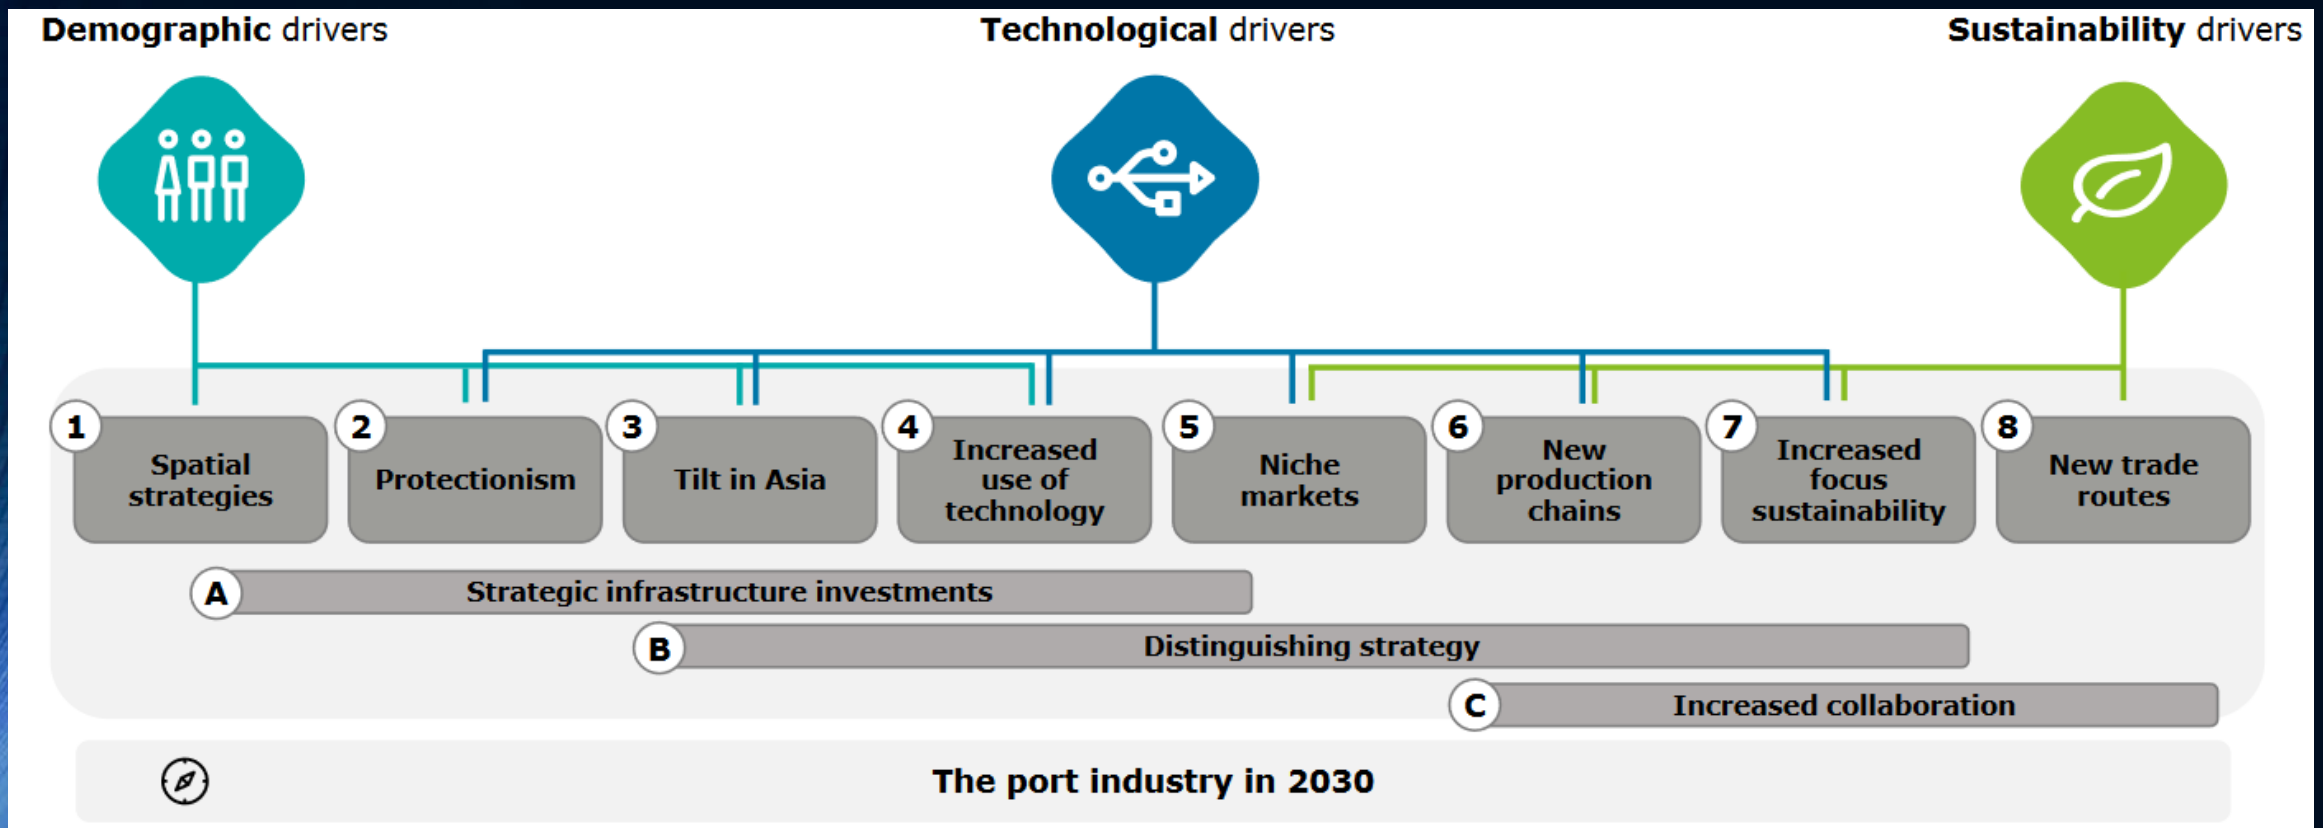 Demographic drivers
Technological drivers
Sustainability drivers
1
Spatial
strategies
2
Protectionism
3
Tilt in Asia
4
Increased
use of
technology
5
Niche
markets
6
New
production
chains
7
Increased
focus
sustainability
8
New trade
routes
A
Strategic infrastructure investments
B
Distinguishing strategy
C
Increased collaboration
The port industry in 2030